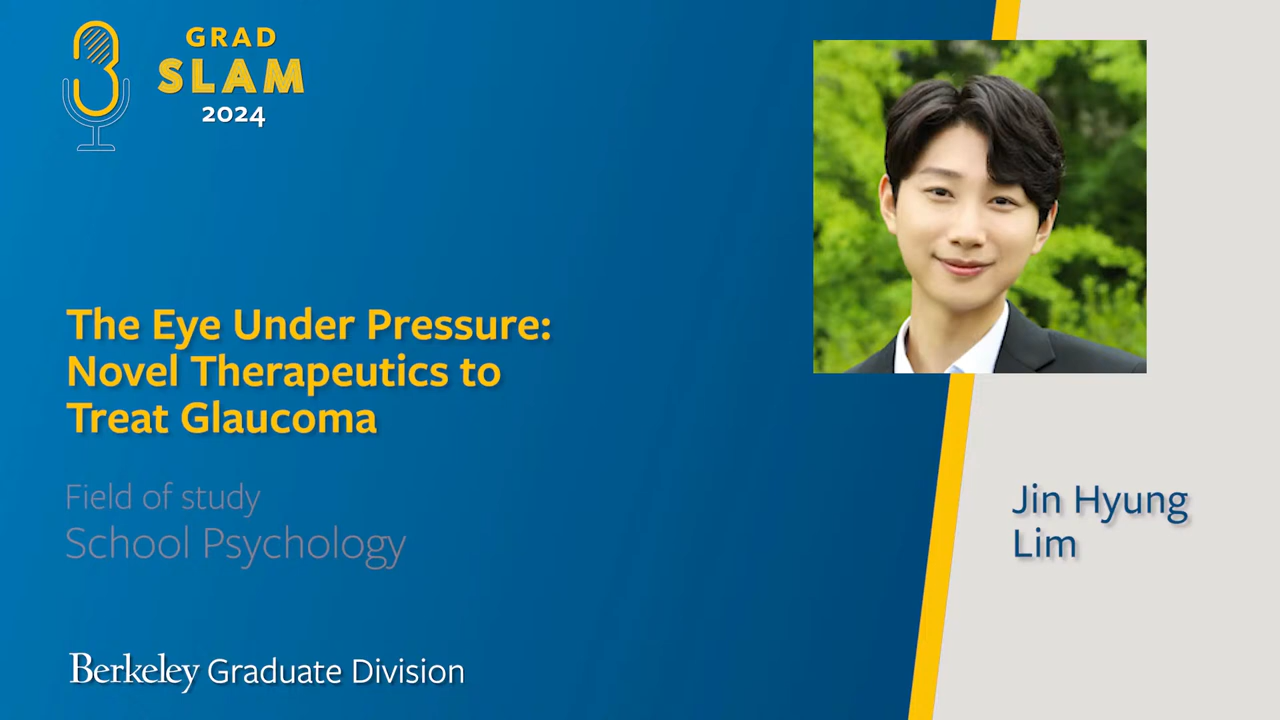 GRAD
SLAM
2024
The Eye Under Pressure:
Novel Therapeutics to
Treat Glaucoma
Field of study
School Psychology
Jin Hyung
Lim
Berkeley Graduate Division